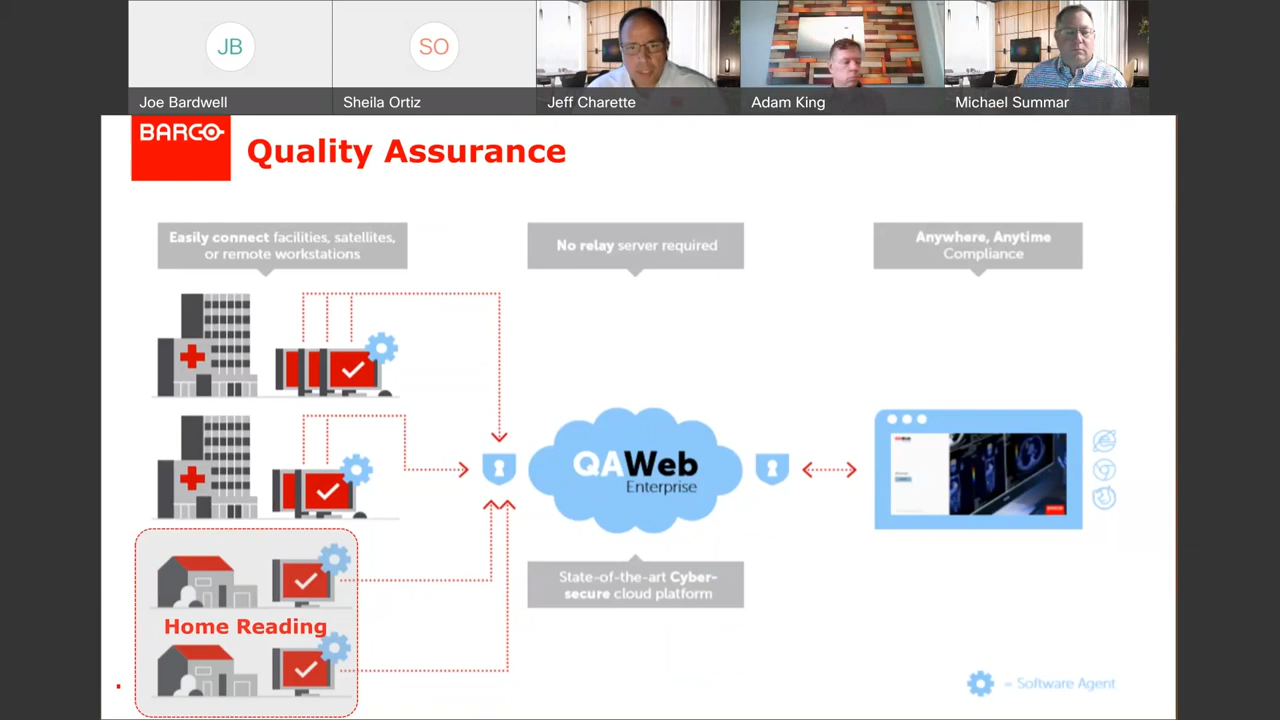 JB
SO
Joe Bardwell
Sheila Ortiz
Jeff Charette
Adam King
Michael Summar
BARCO
Quality Assurance
Easily connect facilities, satellites,
or remote workstations
No relay server required
Anywhere, Anytime
Compliance
QAWeb
Enterprise
State-of-the-art Cyber-
secure cloud platform
Home Reading
= Software Agent